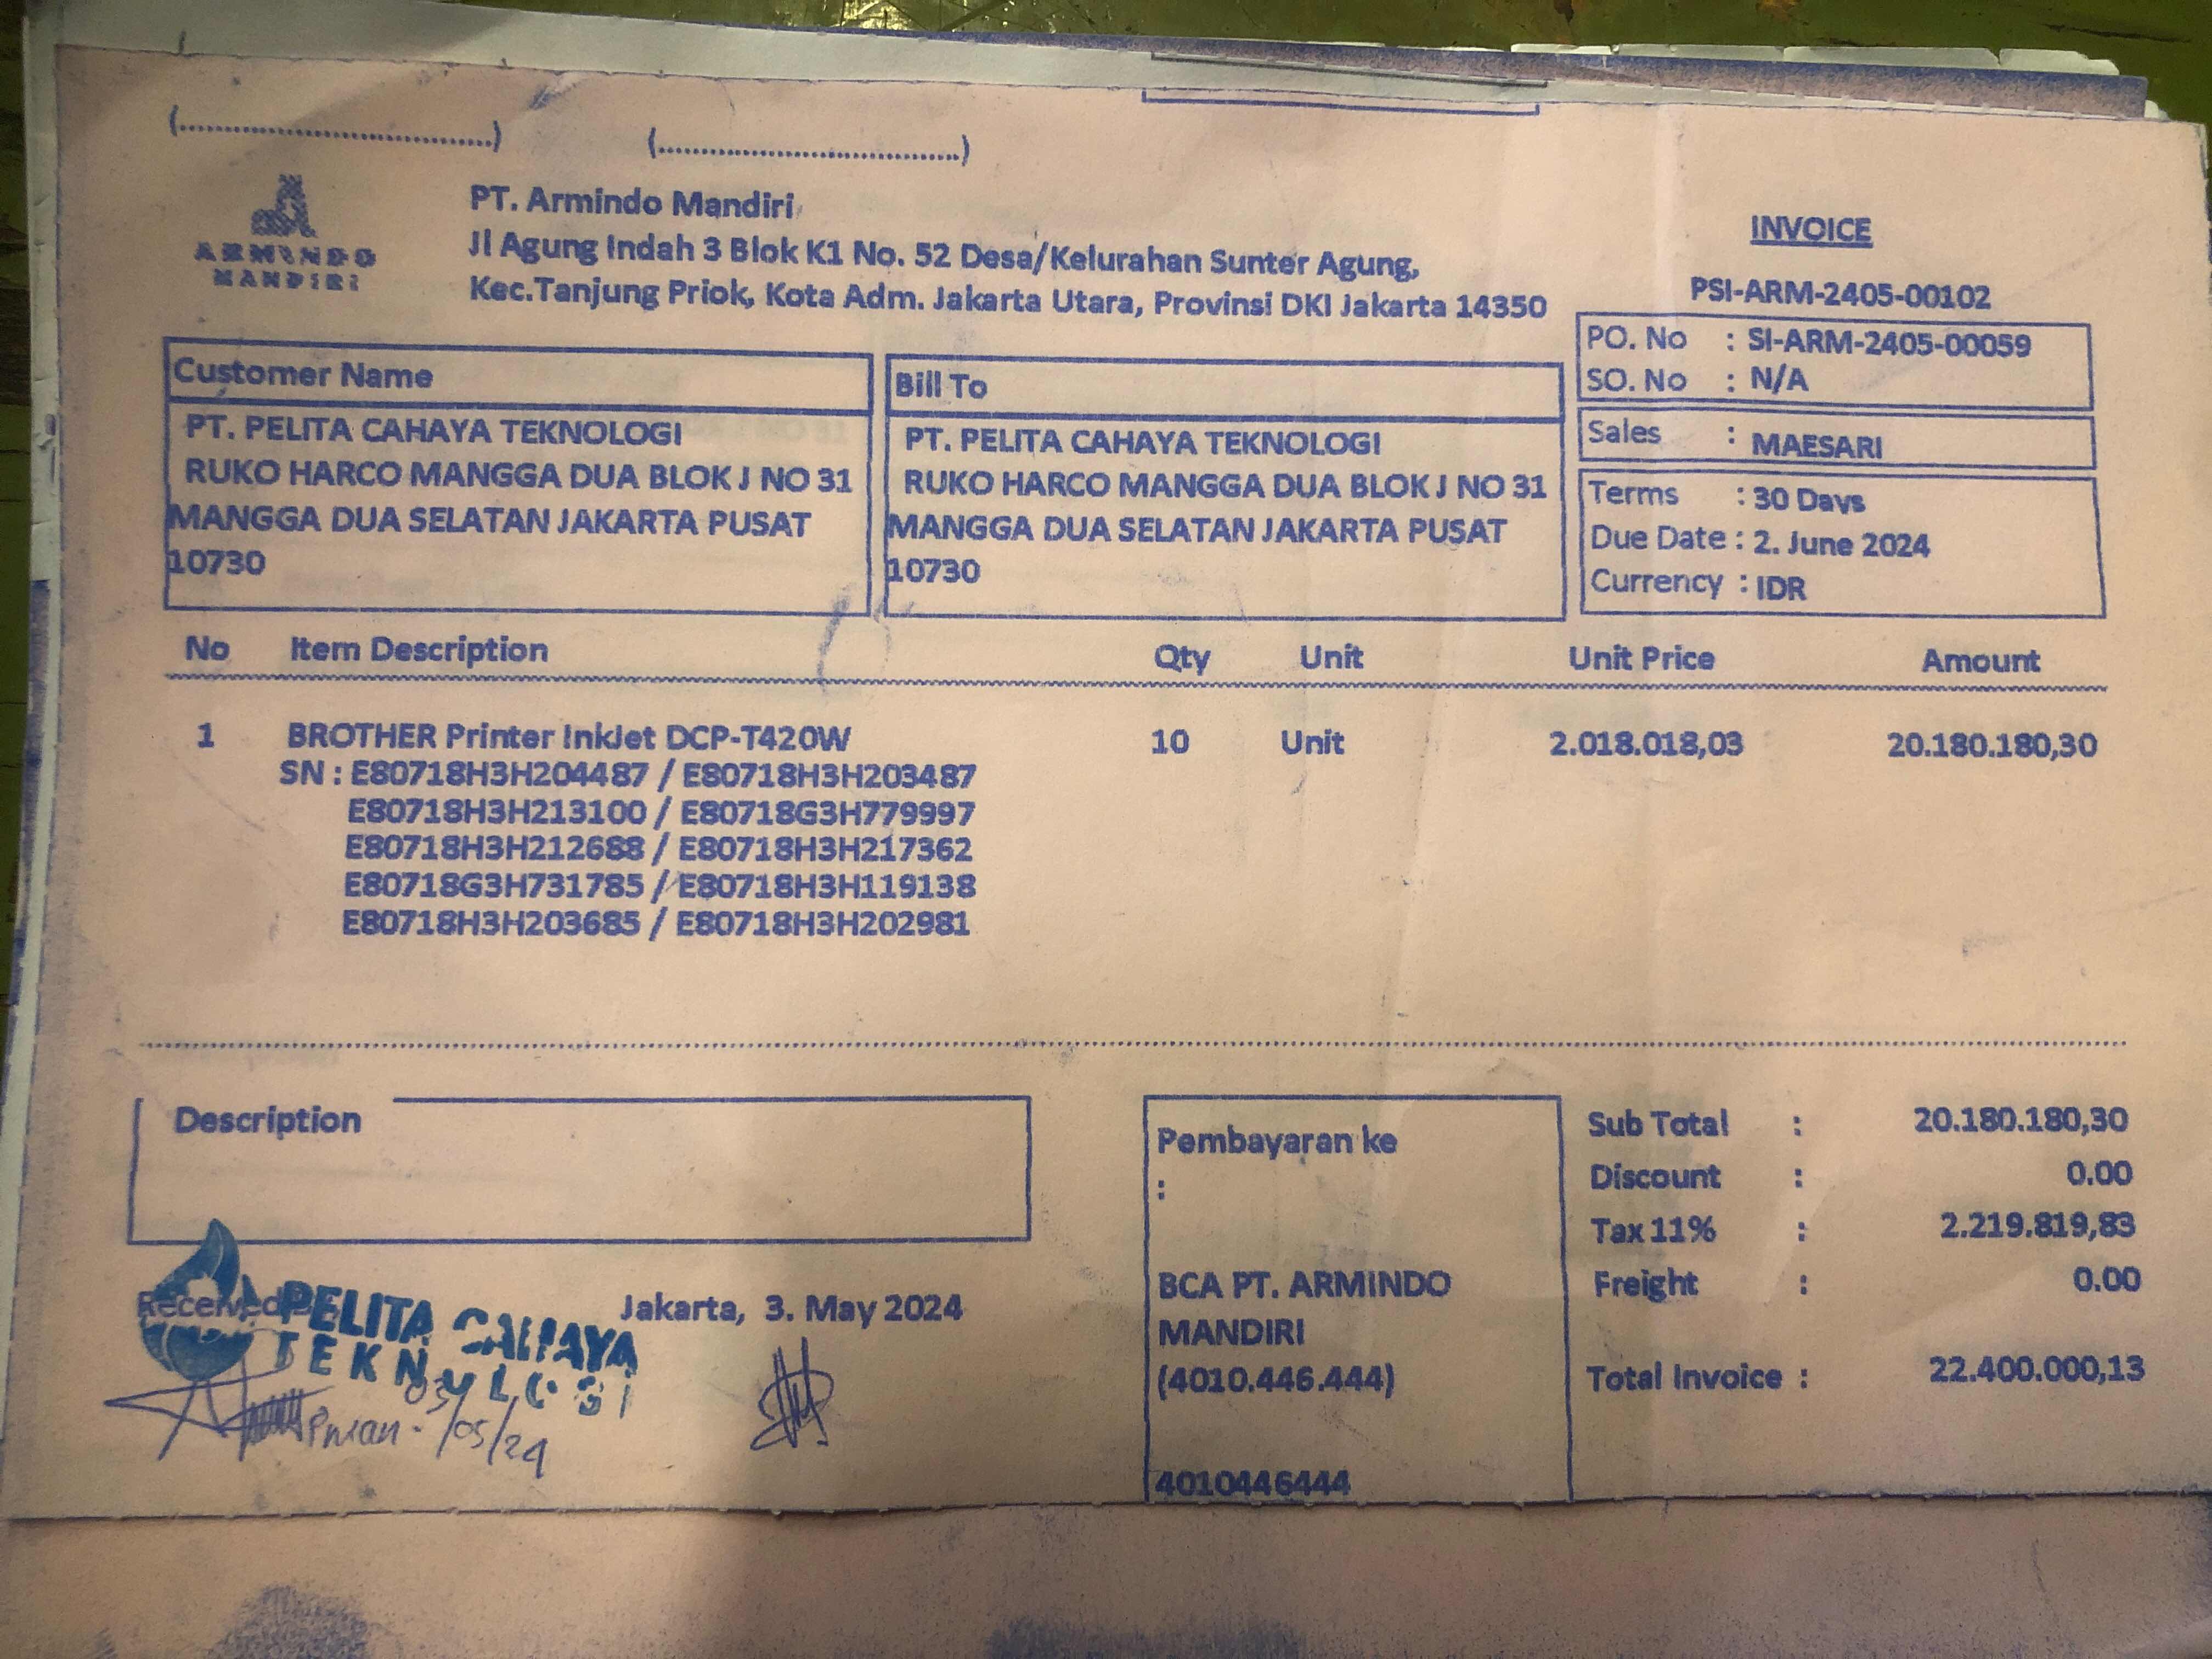 (..............................................) (............................................)
ARMINDO
MANDIRI
PT. Armindo Mandiri
Jl Agung Indah 3 Blok K1 No. 52 Desa/Kelurahan Sunter Agung,
Kec.Tanjung Priok, Kota Adm. Jakarta Utara, Provinsi DKI Jakarta 14350
INVOICE
PSI-ARM-2405-00102
PO. No : SI-ARM-2405-00059
SO. No : N/A
Sales : MAESARI
Terms : 30 Days
Due Date : 2. June 2024
Currency : IDR
Customer Name
PT. PELITA CAHAYA TEKNOLOGI
RUKO HARCO MANGGA DUA BLOK J NO 31
MANGGA DUA SELATAN JAKARTA PUSAT
10730
Bill To
PT. PELITA CAHAYA TEKNOLOGI
RUKO HARCO MANGGA DUA BLOK J NO 31
MANGGA DUA SELATAN JAKARTA PUSAT
10730
No Item Description Qty Unit Unit Price Amount
1 BROTHER Printer InkJet DCP-T420W 10 Unit 2.018.018,03 20.180.180,30
SN : E80718H3H204487 / E80718H3H203487
E80718H3H213100 / E80718G3H779997
E80718H3H212688 / E80718H3H217362
E80718G3H731785 / E80718H3H119138
E80718H3H203685 / E80718H3H202981
Description
Received
PELITA CAHAYA
TEKNOLOGI
03/05/24
Jakarta, 3. May 2024
Pembayaran ke
:
BCA PT. ARMINDO
MANDIRI
(4010.446.444)
4010446444
Sub Total : 20.180.180,30
Discount : 0.00
Tax 11% : 2.219.819,83
Freight : 0.00
Total Invoice : 22.400.000,13